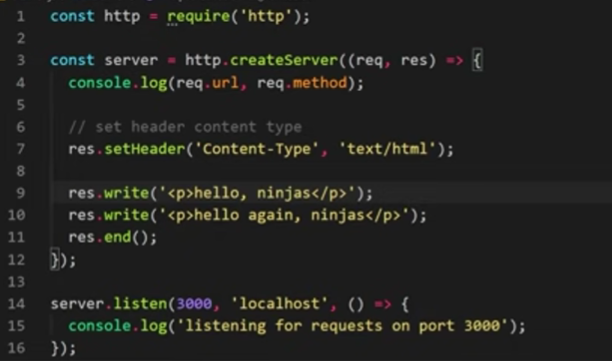 1 const http = require('http');
2
3 const server = http.createServer((req, res) => {
4   console.log(req.url, req.method);
5
6   // set header content type
7   res.setHeader('Content-Type', 'text/html');
8
9   res.write('<p>hello, ninjas</p>');
10   res.write('<p>hello again, ninjas</p>');
11   res.end();
12 });
13
14 server.listen(3000, 'localhost', () => {
15   console.log('listening for requests on port 3000');
16 });